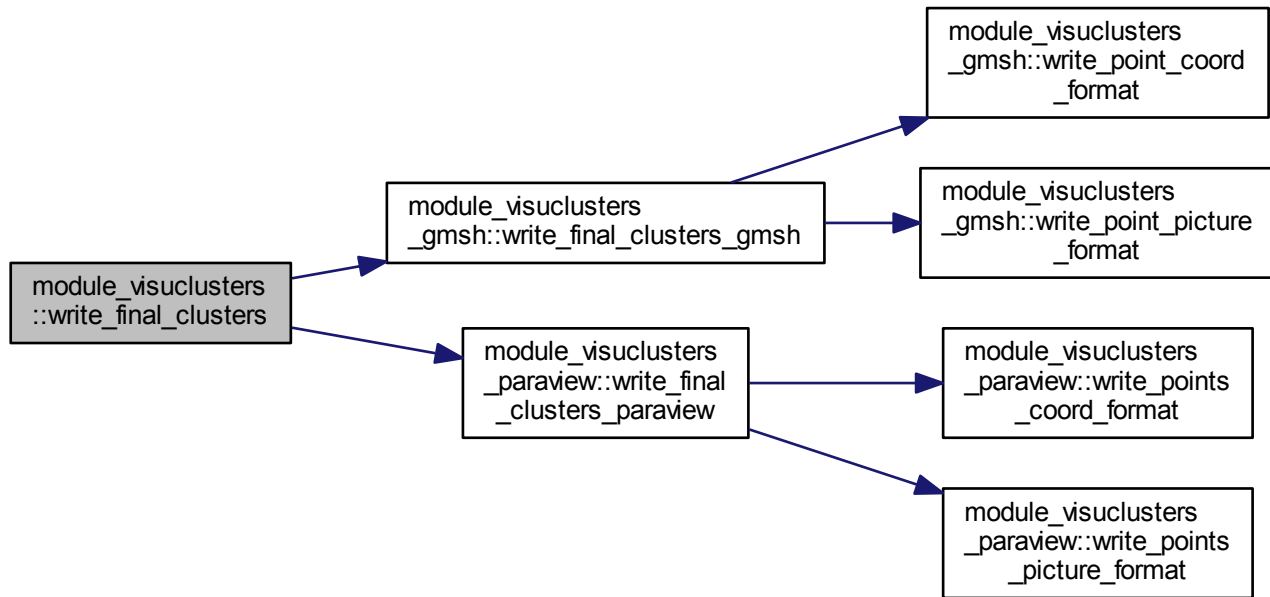 module_visuclusters
::write_final_clusters
module_visuclusters
_gmsh::write_final_clusters_gmsh
module_visuclusters
_paraview::write_final
_clusters_paraview
module_visuclusters
_gmsh::write_point_coord
_format
module_visuclusters
_gmsh::write_point_picture
_format
module_visuclusters
_paraview::write_points
_coord_format
module_visuclusters
_paraview::write_points
_picture_format